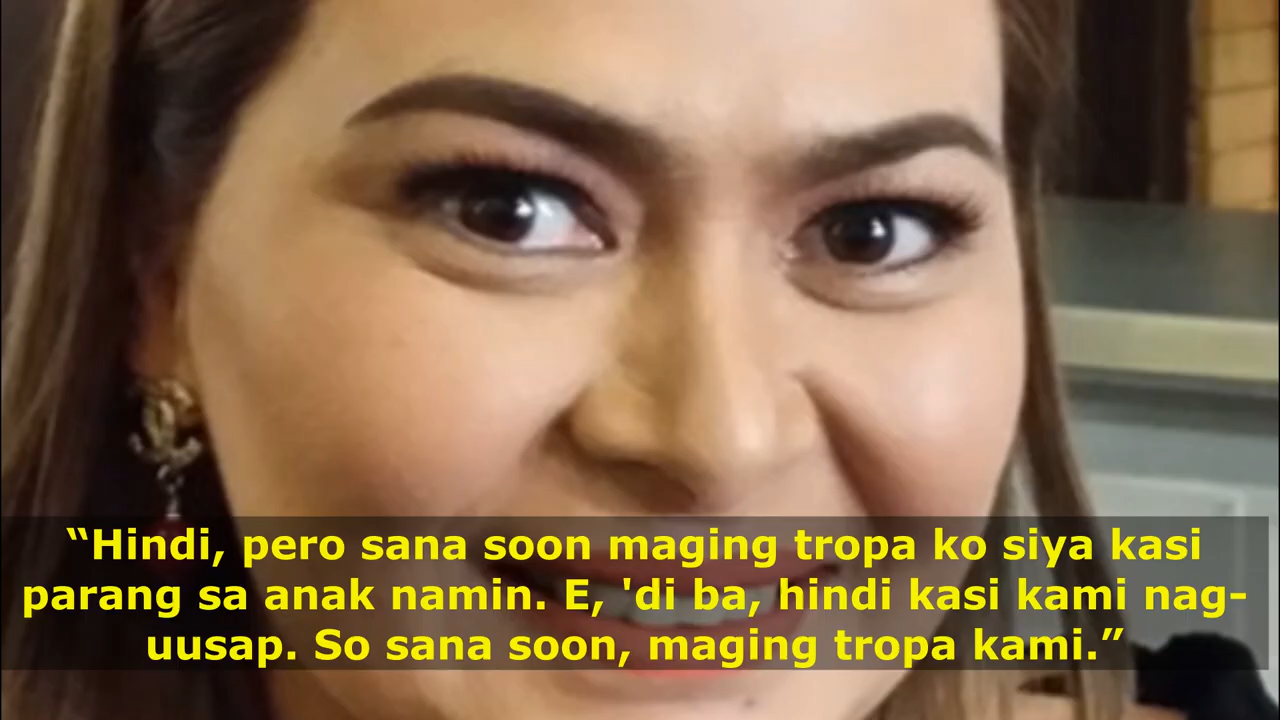 “Hindi, pero sana soon maging tropa ko siya kasi
parang sa anak namin. E, 'di ba, hindi kasi kami nag-
uusap. So sana soon, maging tropa kami.”